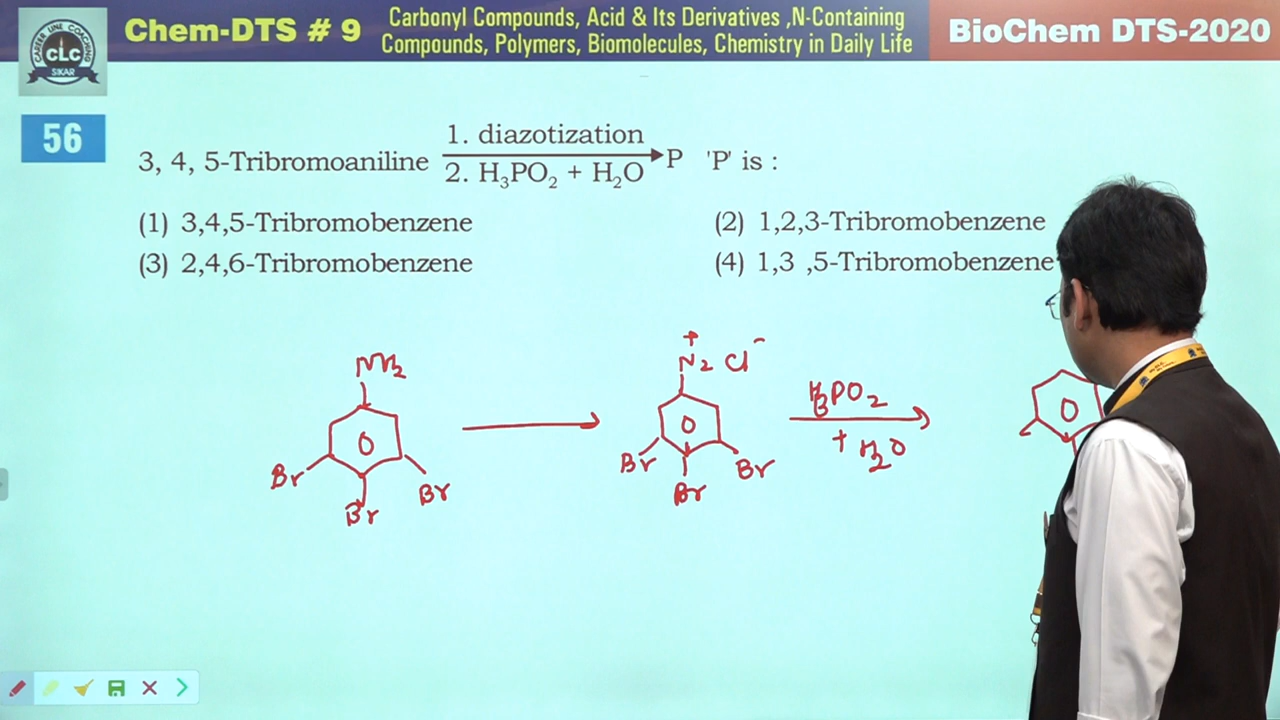 CAREER LINE COACHING
CLC
SIKAR
Chem-DTS # 9
Carbonyl Compounds, Acid & Its Derivatives ,N-Containing
Compounds, Polymers, Biomolecules, Chemistry in Daily Life
BioChem DTS-2020
56
3, 4, 5-Tribromoaniline 1. diazotization 2. H₃PO₂ + H₂O P 'P' is :
(1) 3,4,5-Tribromobenzene
(2) 1,2,3-Tribromobenzene
(3) 2,4,6-Tribromobenzene
(4) 1,3 ,5-Tribromobenzene
NH₂
Br
Br
Br
N₂⁺ Cl⁻
Br
Br
Br
H₃PO₂
+ H₂O